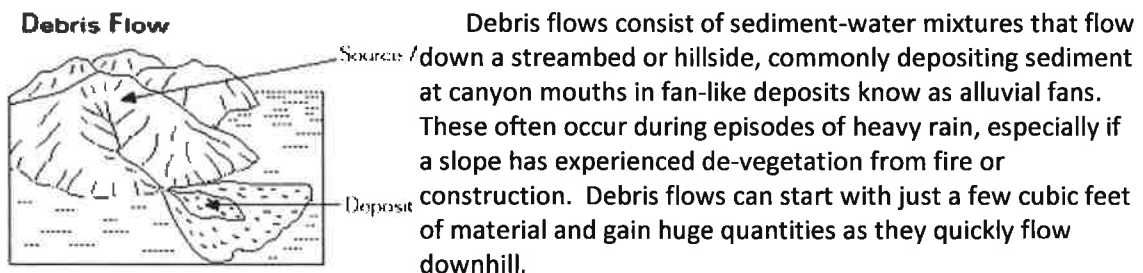 Debris Flow
Source /
Deposit
Debris flows consist of sediment-water mixtures that flow
down a streambed or hillside, commonly depositing sediment
at canyon mouths in fan-like deposits know as alluvial fans.
These often occur during episodes of heavy rain, especially if
a slope has experienced de-vegetation from fire or
construction.  Debris flows can start with just a few cubic feet
of material and gain huge quantities as they quickly flow
downhill.